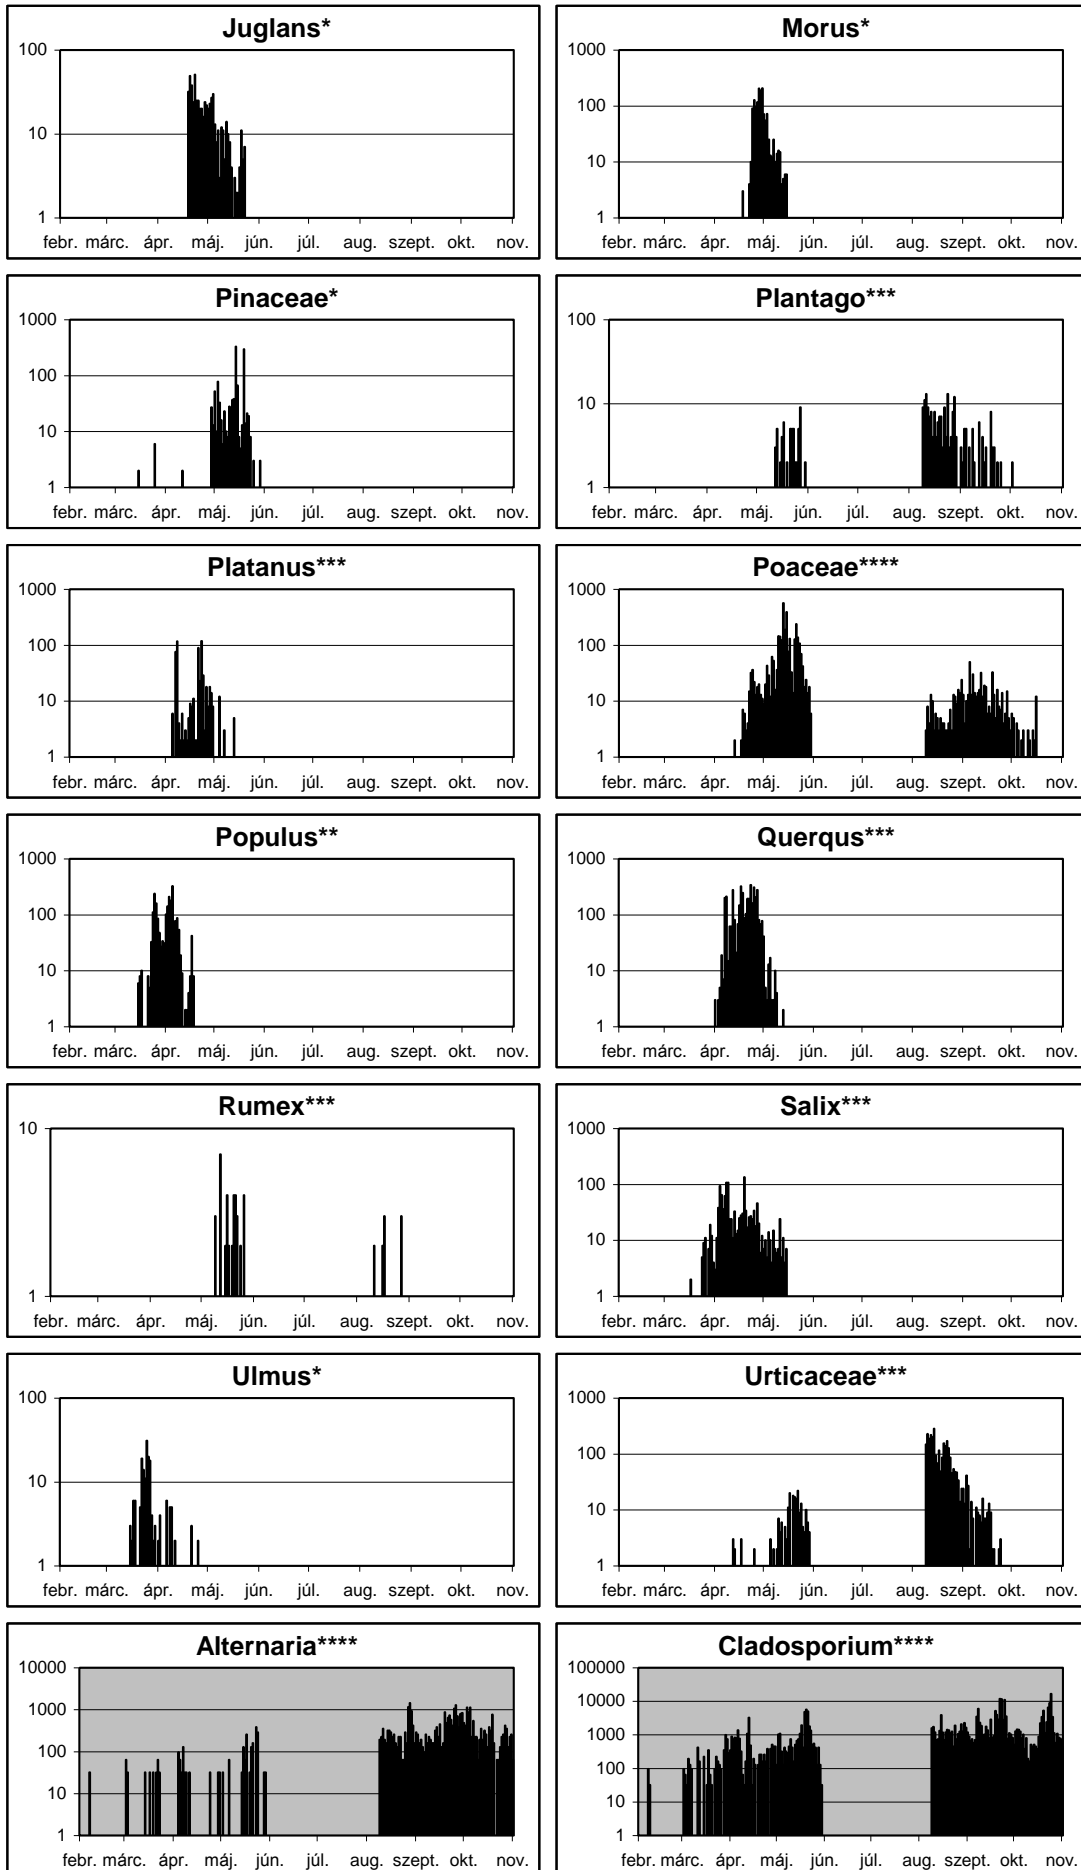 Juglans*
100
10
1
febr. márc. ápr. máj. jún. júl. aug. szept. okt. nov.
Morus*
1000
100
10
1
febr. márc. ápr. máj. jún. júl. aug. szept. okt. nov.
Pinaceae*
1000
100
10
1
febr. márc. ápr. máj. jún. júl. aug. szept. okt. nov.
Plantago***
100
10
1
febr. márc. ápr. máj. jún. júl. aug. szept. okt. nov.
Platanus***
1000
100
10
1
febr. márc. ápr. máj. jún. júl. aug. szept. okt. nov.
Poaceae****
1000
100
10
1
febr. márc. ápr. máj. jún. júl. aug. szept. okt. nov.
Populus**
1000
100
10
1
febr. márc. ápr. máj. jún. júl. aug. szept. okt. nov.
Querqus***
1000
100
10
1
febr. márc. ápr. máj. jún. júl. aug. szept. okt. nov.
Rumex***
10
1
febr. márc. ápr. máj. jún. júl. aug. szept. okt. nov.
Salix***
1000
100
10
1
febr. márc. ápr. máj. jún. júl. aug. szept. okt. nov.
Ulmus*
100
10
1
febr. márc. ápr. máj. jún. júl. aug. szept. okt. nov.
Urticaceae***
1000
100
10
1
febr. márc. ápr. máj. jún. júl. aug. szept. okt. nov.
Alternaria****
10000
1000
100
10
1
febr. márc. ápr. máj. jún. júl. aug. szept. okt. nov.
Cladosporium****
100000
10000
1000
100
10
1
febr. márc. ápr. máj. jún. júl. aug. szept. okt. nov.